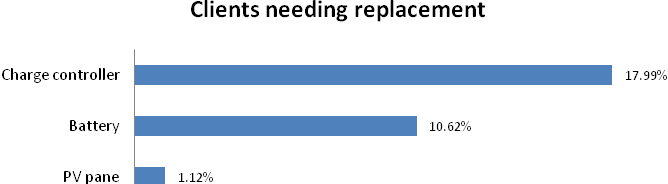 Clients needing replacement
Charge controller
17.99%
Battery
10.62%
PV pane
1.12%